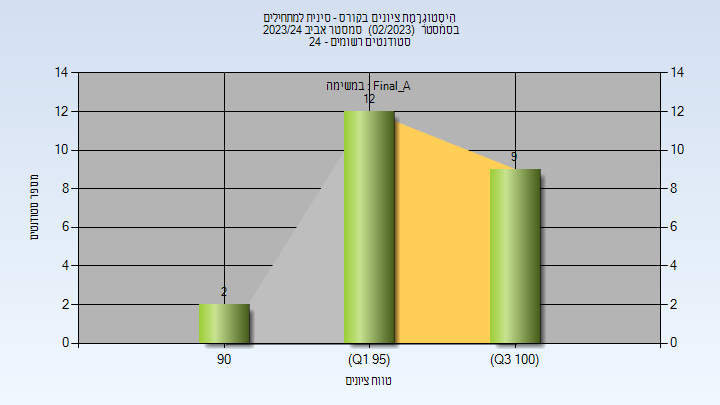 היסטוגרמת ציונים בקורס - סינית למתחילים
בסמסטר (02/2023) סמסטר אביב 2023/24
סטודנטים רשומים - 24
במשימה : Final_A
14
12
10
8
6
4
2
0
14
12
10
8
6
4
2
0
2
12
9
מספר סטודנטים
90
(Q1 95)
(Q3 100)
טווח ציונים